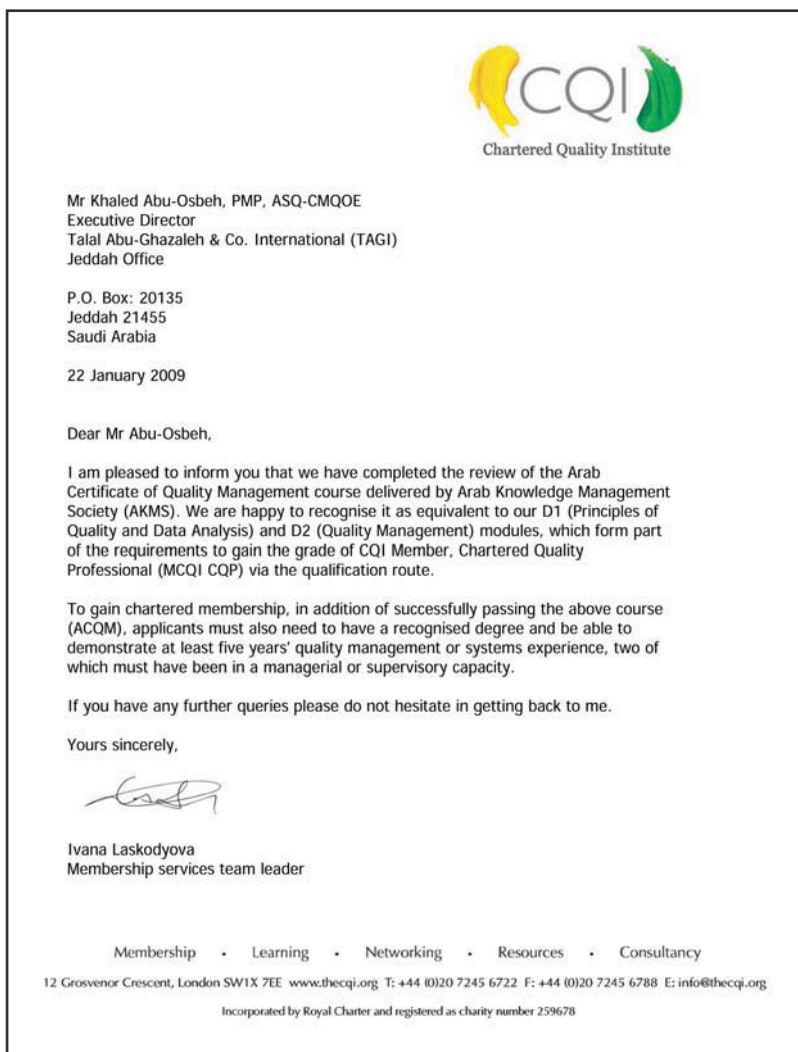 CQI
Chartered Quality Institute
Mr Khaled Abu-Osbeh, PMP, ASQ-CMQOE
Executive Director
Talal Abu-Ghazaleh & Co. International (TAGI)
Jeddah Office
P.O. Box: 20135
Jeddah 21455
Saudi Arabia
22 January 2009
Dear Mr Abu-Osbeh,
I am pleased to inform you that we have completed the review of the Arab
Certificate of Quality Management course delivered by Arab Knowledge Management
Society (AKMS). We are happy to recognise it as equivalent to our D1 (Principles of
Quality and Data Analysis) and D2 (Quality Management) modules, which form part
of the requirements to gain the grade of CQI Member, Chartered Quality
Professional (MCQI CQP) via the qualification route.
To gain chartered membership, in addition of successfully passing the above course
(ACQM), applicants must also need to have a recognised degree and be able to
demonstrate at least five years' quality management or systems experience, two of
which must have been in a managerial or supervisory capacity.
If you have any further queries please do not hesitate in getting back to me.
Yours sincerely,
Ivana Laskodyova
Membership services team leader
Membership • Learning • Networking • Resources • Consultancy
12 Grosvenor Crescent, London SW1X 7EE www.thecqi.org T: +44 (0)20 7245 6722 F: +44 (0)20 7245 6788 E: info@thecqi.org
Incorporated by Royal Charter and registered as charity number 259678